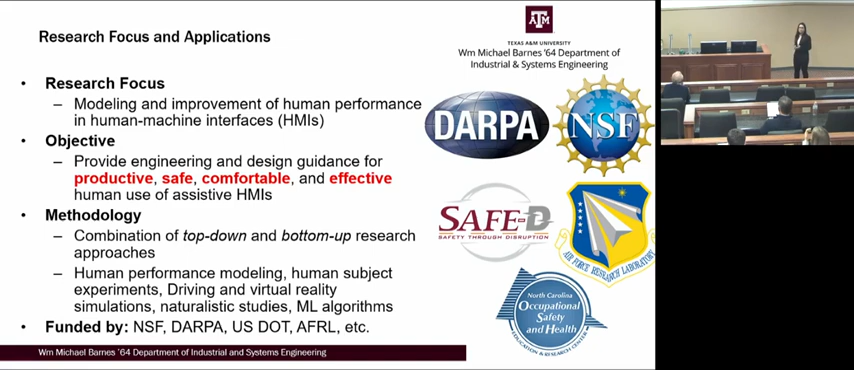 Research Focus and Applications
ĀTM
TEXAS A&M UNIVERSITY
Wm Michael Barnes '64 Department of
Industrial & Systems Engineering
• Research Focus
– Modeling and improvement of human performance
in human-machine interfaces (HMIs)
• Objective
– Provide engineering and design guidance for
productive, safe, comfortable, and effective
human use of assistive HMIs
• Methodology
– Combination of top-down and bottom-up research
approaches
– Human performance modeling, human subject
experiments, Driving and virtual reality
simulations, naturalistic studies, ML algorithms
• Funded by: NSF, DARPA, US DOT, AFRL, etc.
DARPA
NSF
SAFE-D
SAFETY THROUGH DISRUPTION
AIR FORCE RESEARCH LABORATORY
North Carolina
Occupational
Safety
and Health
EDUCATION & RESEARCH CENTER
Wm Michael Barnes '64 Department of Industrial and Systems Engineering